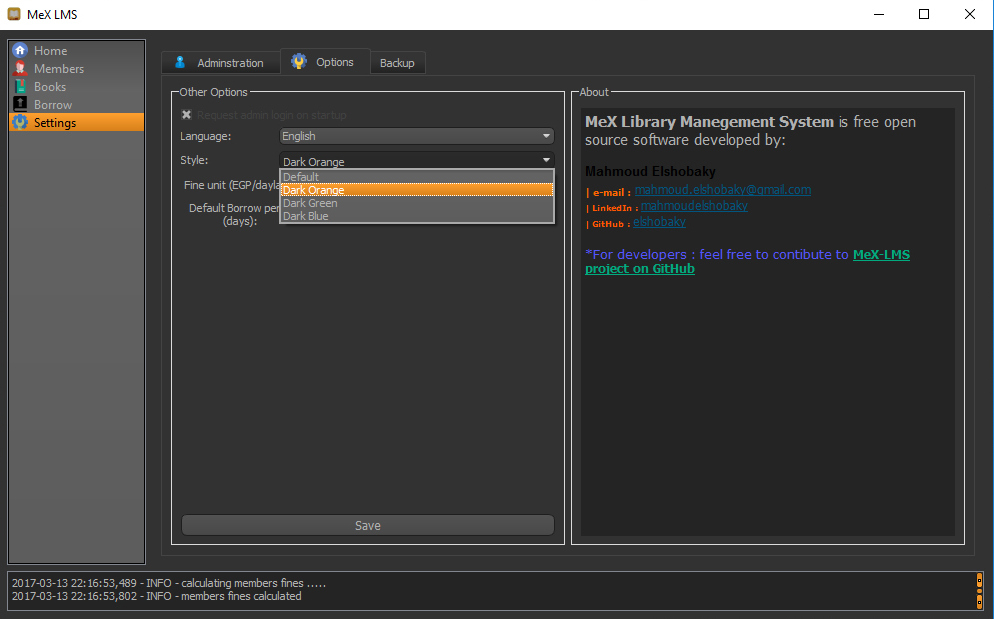 MeX LMS
Home
Members
Books
Borrow
Settings
Adminstration
Options
Backup
Other Options
Request admin login on startup
Language:
English
Style:
Dark Orange
Default
Dark Orange
Dark Green
Dark Blue
Fine unit (EGP/dayla
Default Borrow per
(days):
Save
About
MeX Library Manegement System is free open
source software developed by:
Mahmoud Elshobaky
| e-mail : mahmoud.elshobaky@gmail.com
| LinkedIn : mahmoudelshobaky
| GitHub : elshobaky
*For developers : feel free to contibute to MeX-LMS
project on GitHub
2017-03-13 22:16:53,489 - INFO - calculating members fines .....
2017-03-13 22:16:53,802 - INFO - members fines calculated